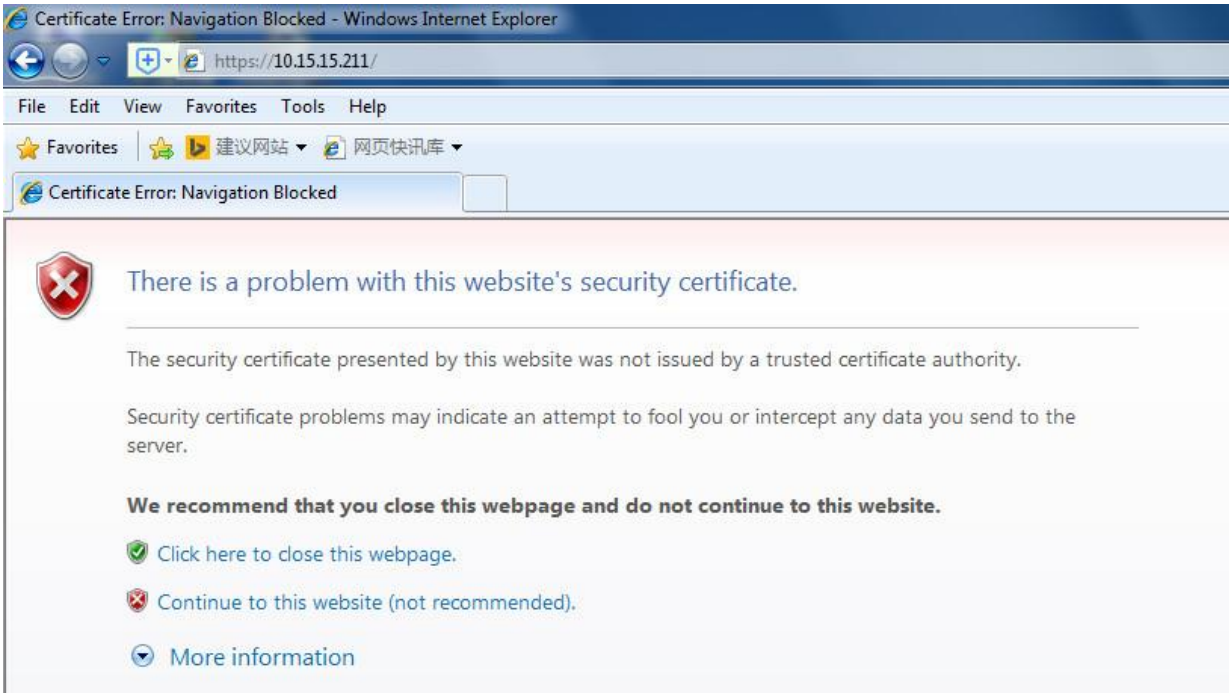 Certificate Error: Navigation Blocked - Windows Internet Explorer
https://10.15.15.211/
File Edit View Favorites Tools Help
Favorites 建议网站 网页快讯库
Certificate Error: Navigation Blocked
There is a problem with this website's security certificate.
The security certificate presented by this website was not issued by a trusted certificate authority.
Security certificate problems may indicate an attempt to fool you or intercept any data you send to the
server.
We recommend that you close this webpage and do not continue to this website.
Click here to close this webpage.
Continue to this website (not recommended).
More information